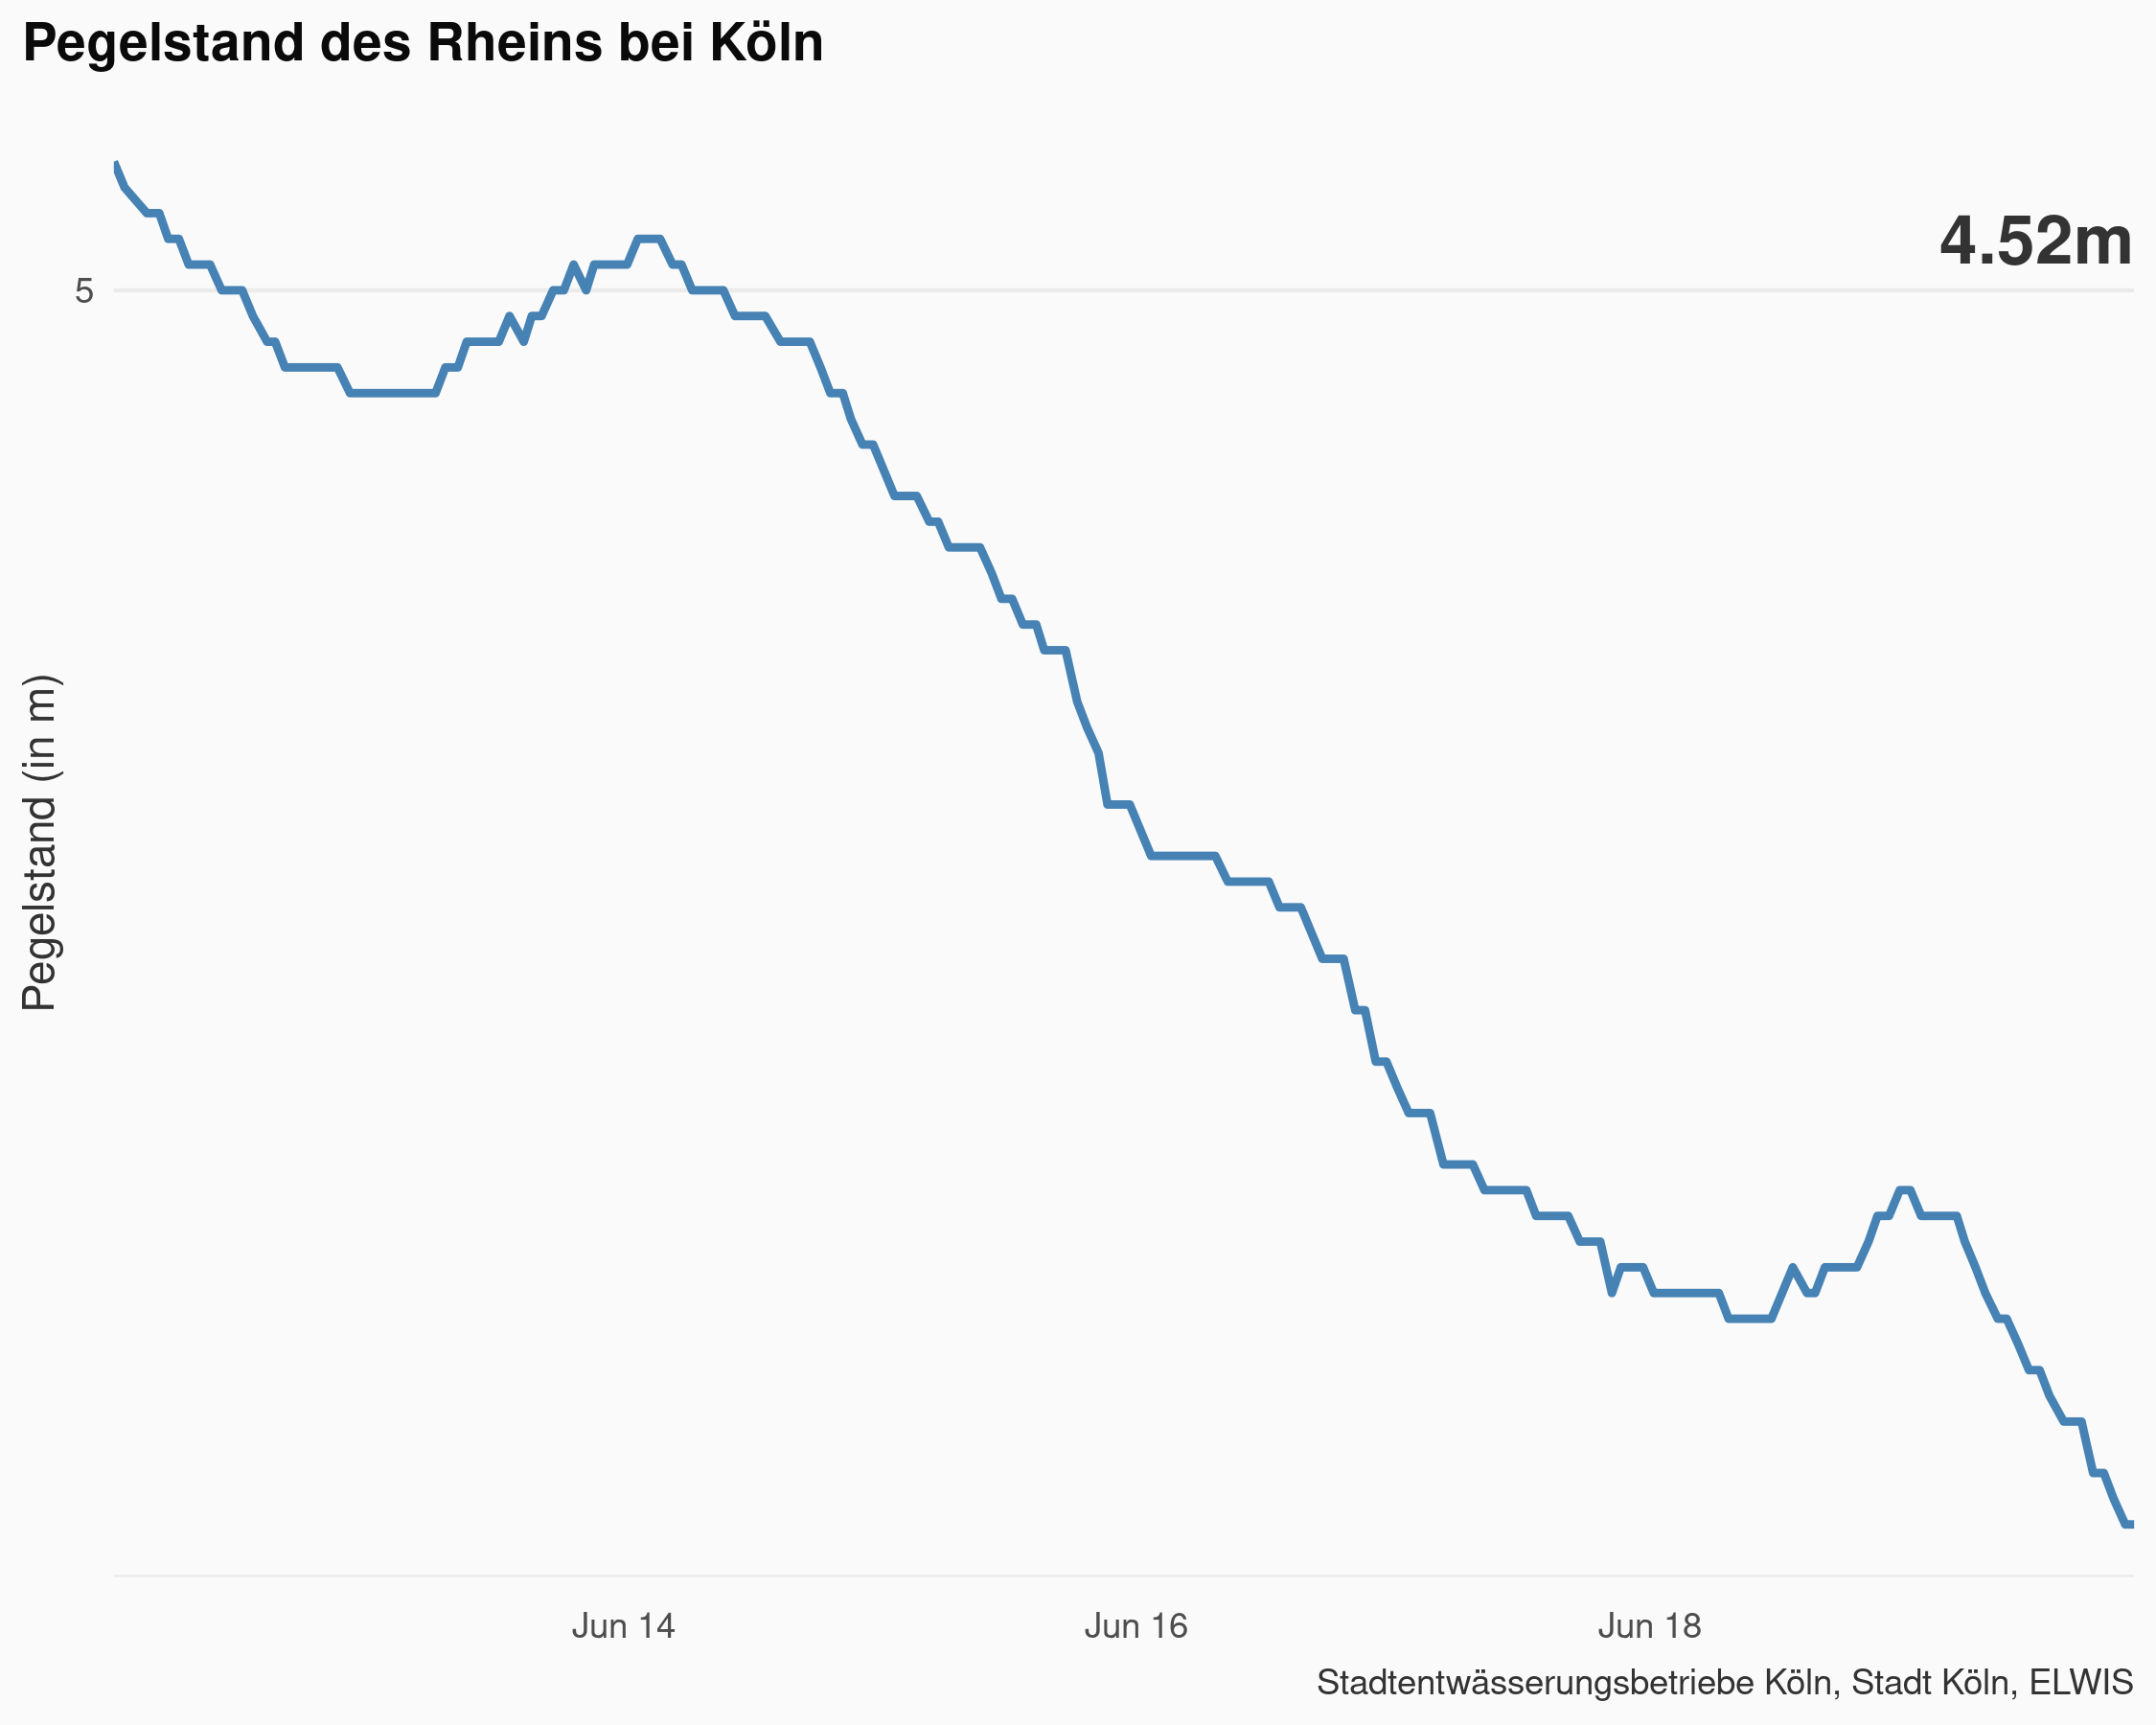 Pegelstand des Rheins bei Köln
4.52m
5
Pegelstand (in m)
Jun 14
Jun 16
Jun 18
Stadtentwässerungsbetriebe Köln, Stadt Köln, ELWIS